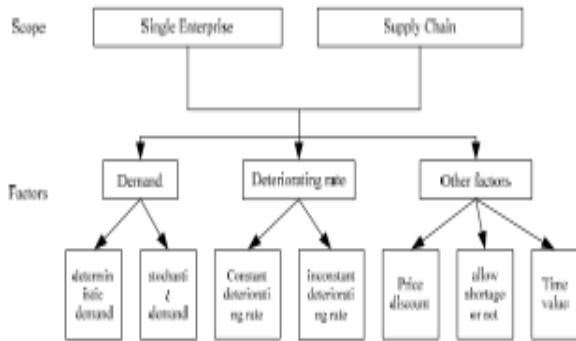 Scope
Single Enterprise
Supply Chain
Factors
Demand
Deteriorating rate
Other factors
determin
istic
demand
stochasti
c
demand
Constant
deteriorati
ng rate
inconstant
deteriorati
ng rate
Price
discount
allow
shortage
or not
Time
value